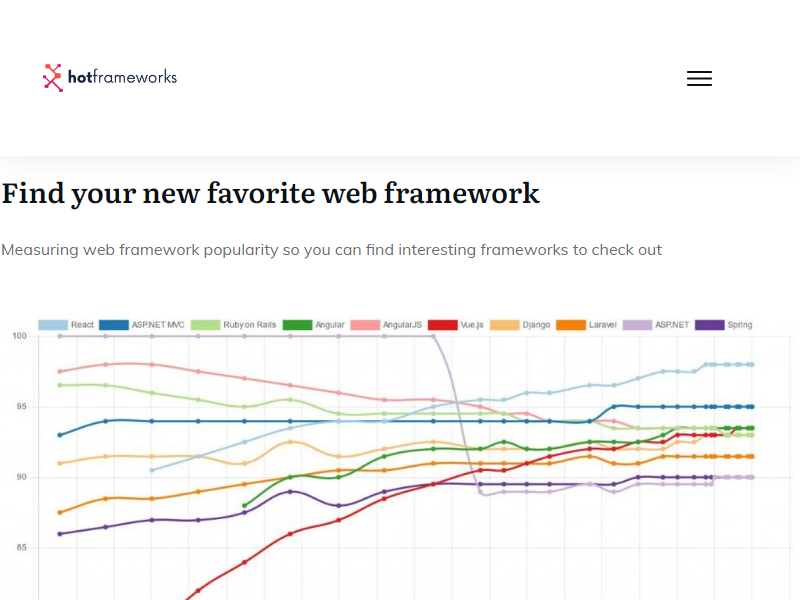 hotframeworks
Find your new favorite web framework
Measuring web framework popularity so you can find interesting frameworks to check out
React ASP.NET MVC Ruby on Rails Angular AngularJS Vue.js Django Laravel ASP.NET Spring
100
95
90
85